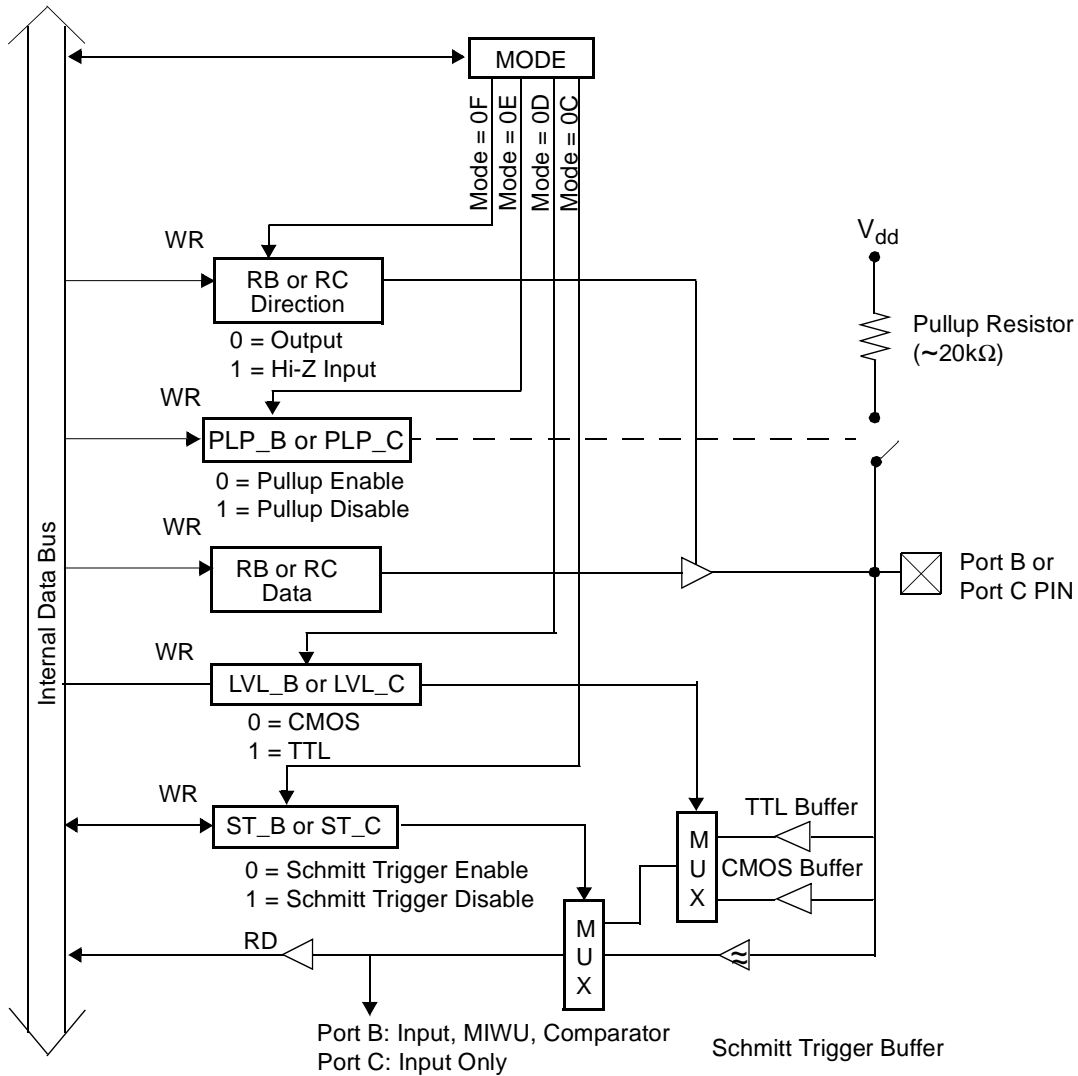 MODE
Mode = 0F
Mode = 0E
Mode = 0D
Mode = 0C
WR
RB or RC
Direction
0 = Output
1 = Hi-Z Input
Vdd
Pullup Resistor
(~20kΩ)
WR
PLP_B or PLP_C
0 = Pullup Enable
1 = Pullup Disable
WR
RB or RC
Data
Port B or
Port C PIN
Internal Data Bus
WR
LVL_B or LVL_C
0 = CMOS
1 = TTL
WR
ST_B or ST_C
0 = Schmitt Trigger Enable
1 = Schmitt Trigger Disable
MUX
TTL Buffer
CMOS Buffer
MUX
RD
≈
Port B: Input, MIWU, Comparator
Port C: Input Only
Schmitt Trigger Buffer